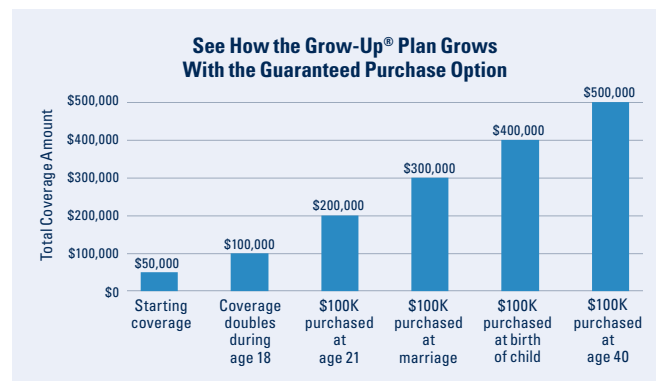 See How the Grow-Up® Plan Grows
With the Guaranteed Purchase Option
Total Coverage Amount
$500,000
$400,000
$300,000
$200,000
$100,000
$0
$50,000
$100,000
$200,000
$300,000
$400,000
$500,000
Starting
coverage
Coverage
doubles
during
age 18
$100K
purchased
at
age 21
$100K
purchased
at
marriage
$100K
purchased
at birth
of child
$100K
purchased
at
age 40